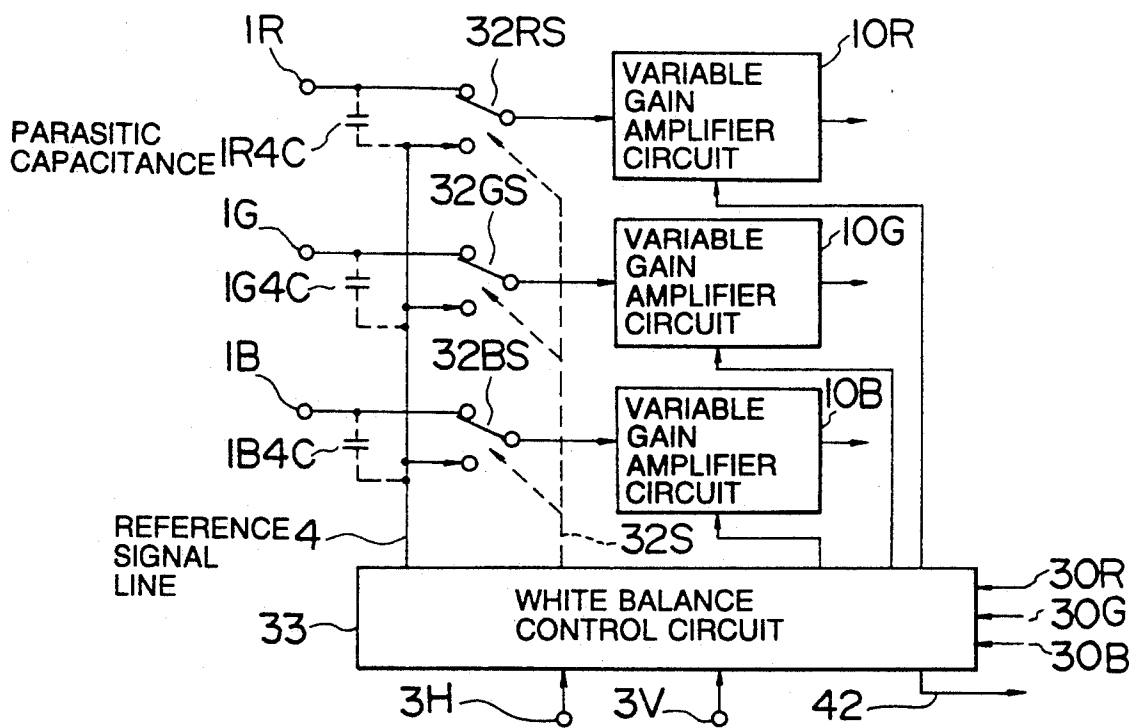 1R
32RS
10R
VARIABLE
GAIN
AMPLIFIER
CIRCUIT
PARASITIC
CAPACITANCE
1R4C
32GS
1G
10G
VARIABLE
GAIN
AMPLIFIER
CIRCUIT
1G4C
32BS
1B
10B
VARIABLE
GAIN
AMPLIFIER
CIRCUIT
1B4C
REFERENCE 4
SIGNAL
LINE
32S
30R
30G
30B
WHITE BALANCE
CONTROL CIRCUIT
33
3H
3V
42